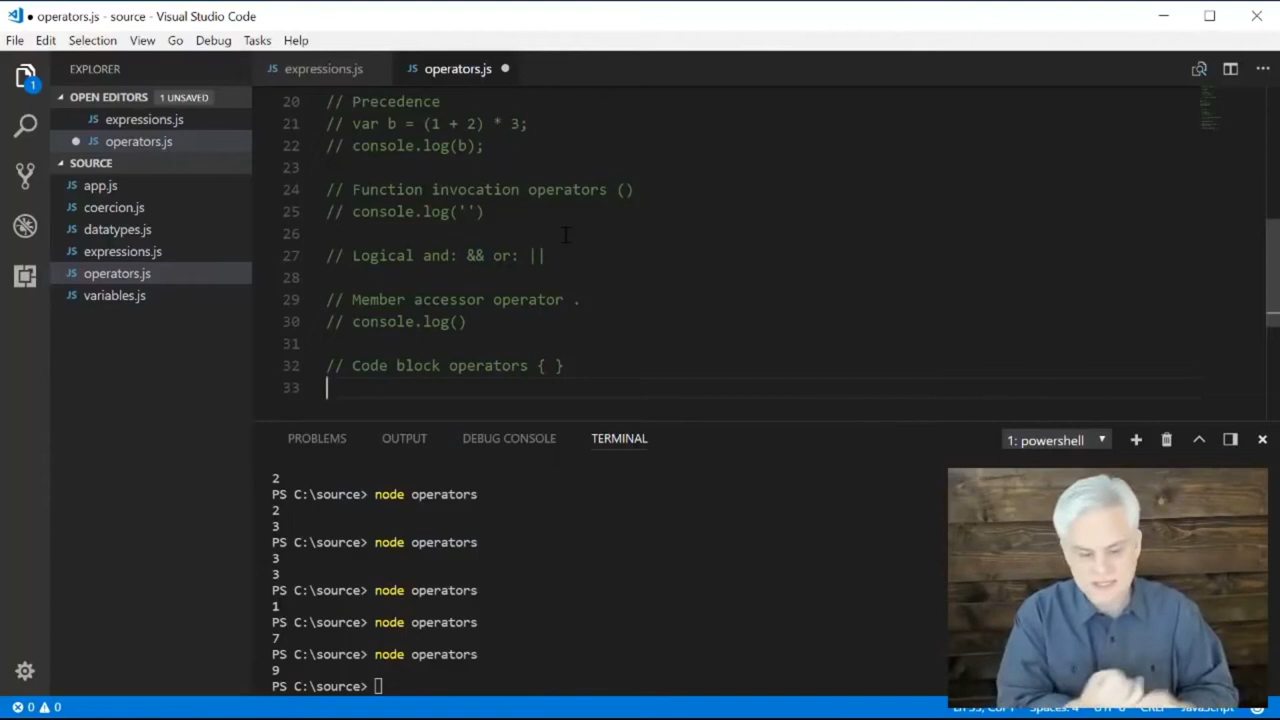 operators.js - source - Visual Studio Code
File Edit Selection View Go Debug Tasks Help
EXPLORER
1
OPEN EDITORS 1 UNSAVED
JS expressions.js
JS operators.js
SOURCE
JS app.js
JS coercion.js
JS datatypes.js
JS expressions.js
JS operators.js
JS variables.js
JS expressions.js JS operators.js
20 // Precedence
21 // var b = (1 + 2) * 3;
22 // console.log(b);
23
24 // Function invocation operators ()
25 // console.log('')
26
27 // Logical and: && or: ||
28
29 // Member accessor operator .
30 // console.log()
31
32 // Code block operators { }
33
PROBLEMS OUTPUT DEBUG CONSOLE TERMINAL 1: powershell
2
PS C:\source> node operators
2
3
PS C:\source> node operators
3
3
PS C:\source> node operators
1
PS C:\source> node operators
7
PS C:\source> node operators
9
PS C:\source>
0 0